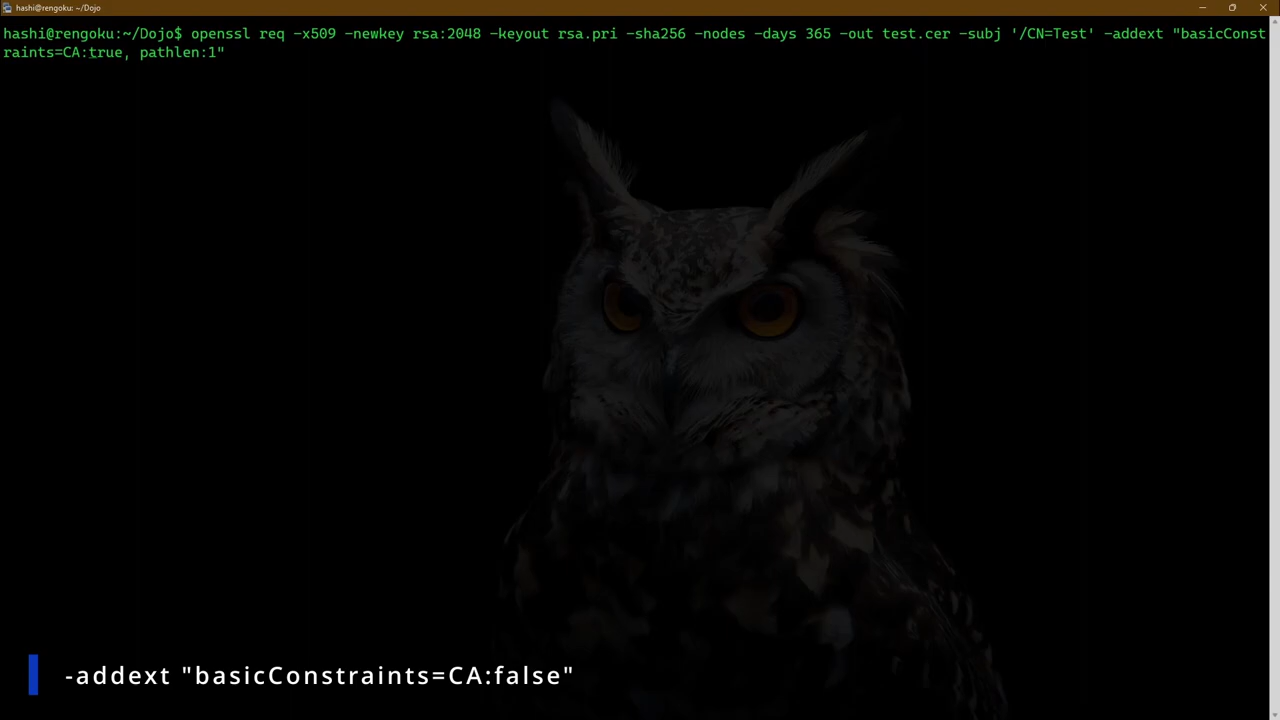 hashi@rengoku: ~/Dojo
hashi@rengoku:~/Dojo$ openssl req -x509 -newkey rsa:2048 -keyout rsa.pri -sha256 -nodes -days 365 -out test.cer -subj '/CN=Test' -addext "basicConst
raints=CA:true, pathlen:1"
-addext "basicConstraints=CA:false"